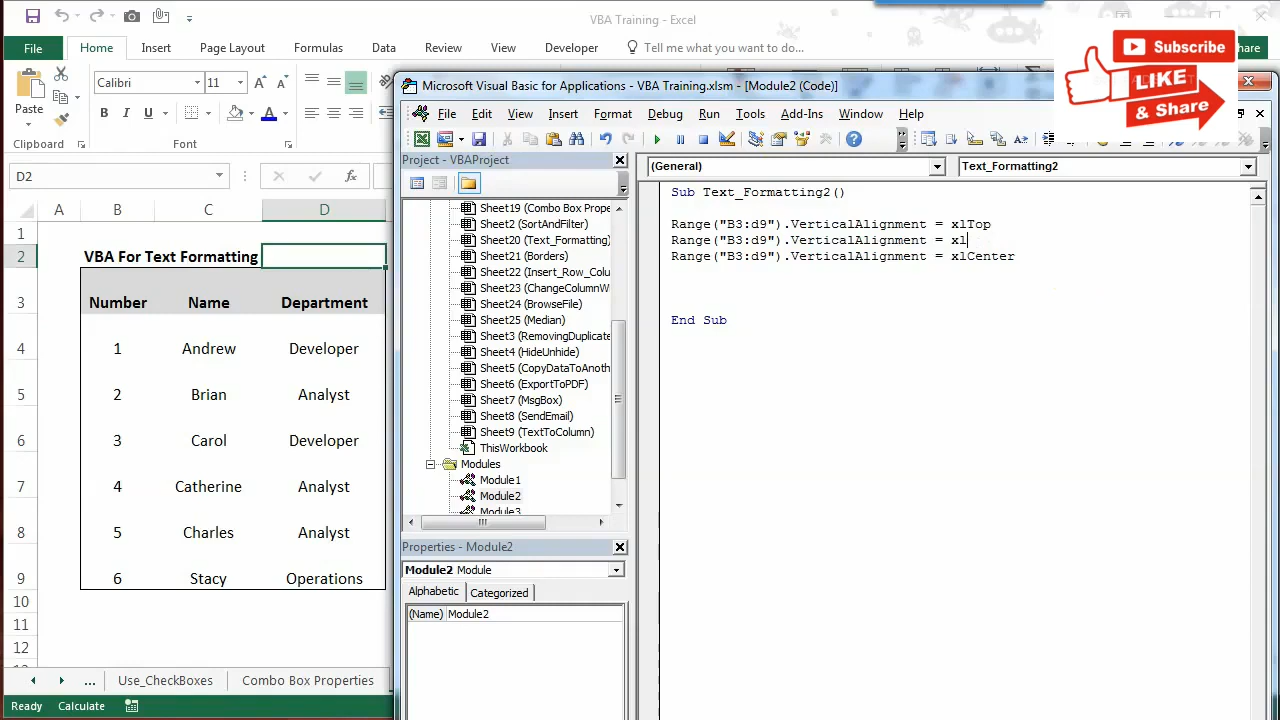 VBA Training - Excel
File
Home
Insert
Page Layout
Formulas
Data
Review
View
Developer
Tell me what you want to do...
Paste
Calibri
11
B
I
U
A
Clipboard
Font
D2
fx
A
B
C
D
1
2
3
4
5
6
7
8
9
10
11
12
VBA For Text Formatting
Number Name Department
1 Andrew Developer
2 Brian Analyst
3 Carol Developer
4 Catherine Analyst
5 Charles Analyst
6 Stacy Operations
...
Use_CheckBoxes
Combo Box Properties
Ready
Calculate
Subscribe
LIKE
& Share
Microsoft Visual Basic for Applications - VBA Training.xlsm - [Module2 (Code)]
Edit
View
Insert
Format
Debug
Run
Tools
Add-Ins
Window
Help
Project - VBAProject
Sheet19 (Combo Box Prope
Sheet2 (SortAndFilter)
Sheet20 (Text_Formatting)
Sheet21 (Borders)
Sheet22 (Insert_Row_Colu
Sheet23 (ChangeColumnW
Sheet24 (BrowseFile)
Sheet25 (Median)
Sheet3 (RemovingDuplicate
Sheet4 (HideUnhide)
Sheet5 (CopyDataToAnoth
Sheet6 (ExportToPDF)
Sheet7 (MsgBox)
Sheet8 (SendEmail)
Sheet9 (TextToColumn)
ThisWorkbook
Modules
Module1
Module2
Module3
Properties - Module2
Module2 Module
Alphabetic
Categorized
(Name) Module2
(General)
Text_Formatting2
Sub Text_Formatting2()
Range("B3:d9").VerticalAlignment = xlTop
Range("B3:d9").VerticalAlignment = xl
Range("B3:d9").VerticalAlignment = xlCenter
End Sub